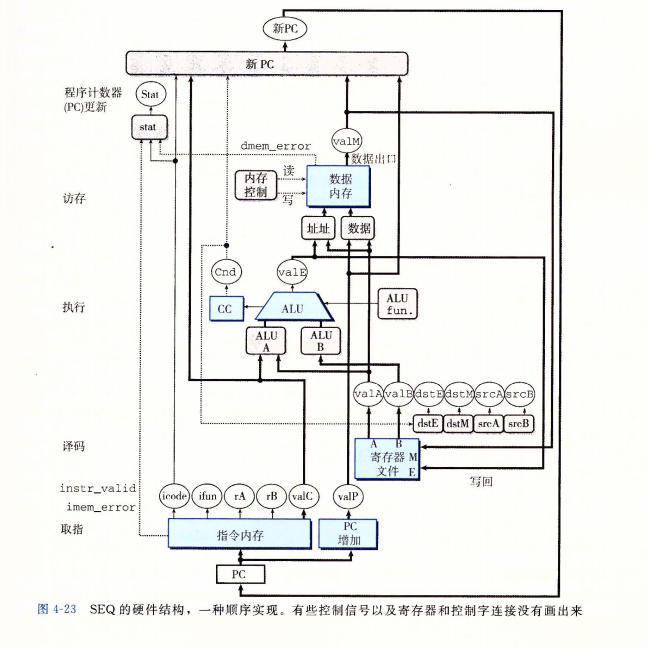 新PC
新 PC
程序计数器
(PC)更新
Stat
stat
dmem_error
valM
数据出口
内存
控制
读
写
数据
内存
访存
址址
数据
Cnd
valE
执行
CC
ALU
ALU
fun.
ALU
A
ALU
B
valA
valB
dstE
dstM
srcA
srcB
dstE
dstM
srcA
srcB
译码
A
B
寄存器
文件
M
E
写回
instr_valid
imem_error
取指
icode
ifun
rA
rB
valC
valP
指令内存
PC
增加
PC
图 4-23 SEQ 的硬件结构，一种顺序实现。有些控制信号以及寄存器和控制字连接没有画出来